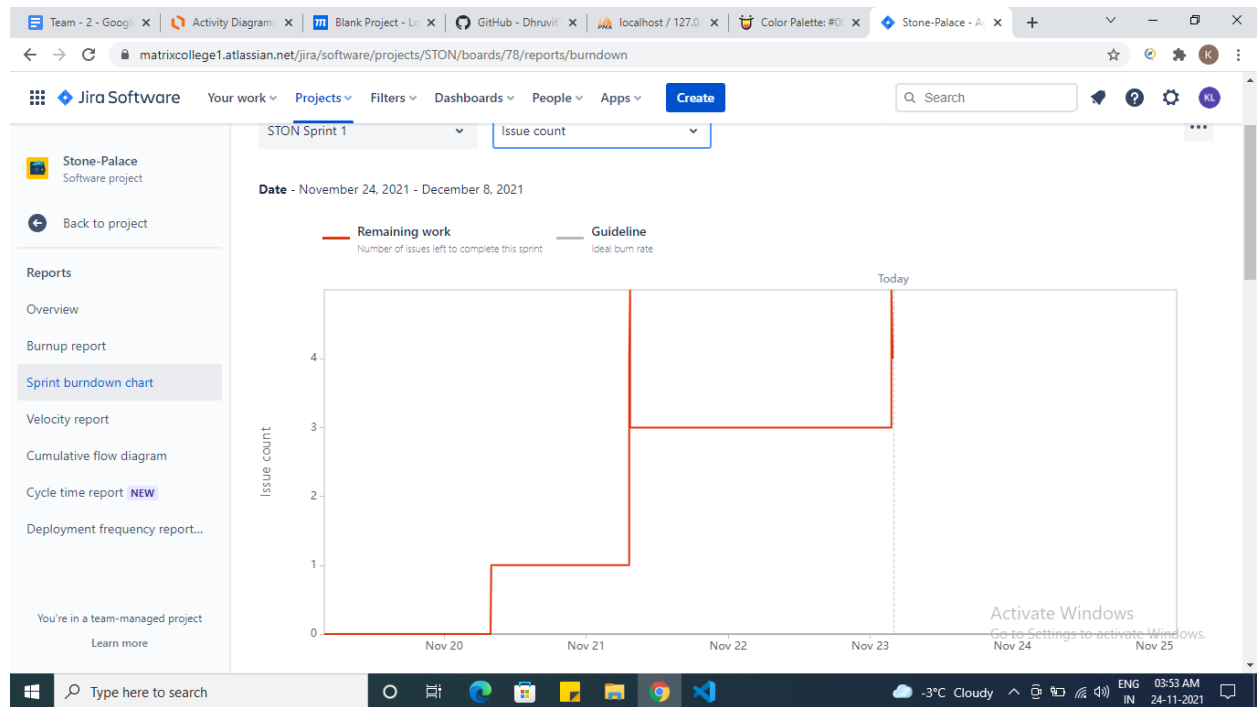 Team - 2 - Googl
Activity Diagram:
Blank Project - Lo
GitHub - Dhruvit
localhost / 127.0.
Color Palette: #0
Stone-Palace - Ag
matrixcollege1.atlassian.net/jira/software/projects/STON/boards/78/reports/burndown
K
Jira Software
Your work
Projects
Filters
Dashboards
People
Apps
Create
Search
KL
STON Sprint 1
Issue count
Stone-Palace
Software project
Date - November 24, 2021 - December 8, 2021
Back to project
Remaining work
Number of issues left to complete this sprint
Guideline
Ideal burn rate
Reports
Overview
Burnup report
Sprint burndown chart
Velocity report
Cumulative flow diagram
Cycle time report NEW
Deployment frequency report...
You're in a team-managed project
Learn more
Today
Issue count
4
3
2
1
0
Nov 20
Nov 21
Nov 22
Nov 23
Nov 24
Nov 25
Activate Windows
Go to Settings to activate Windows.
Type here to search
-3°C Cloudy
ENG
IN
03:53 AM
24-11-2021